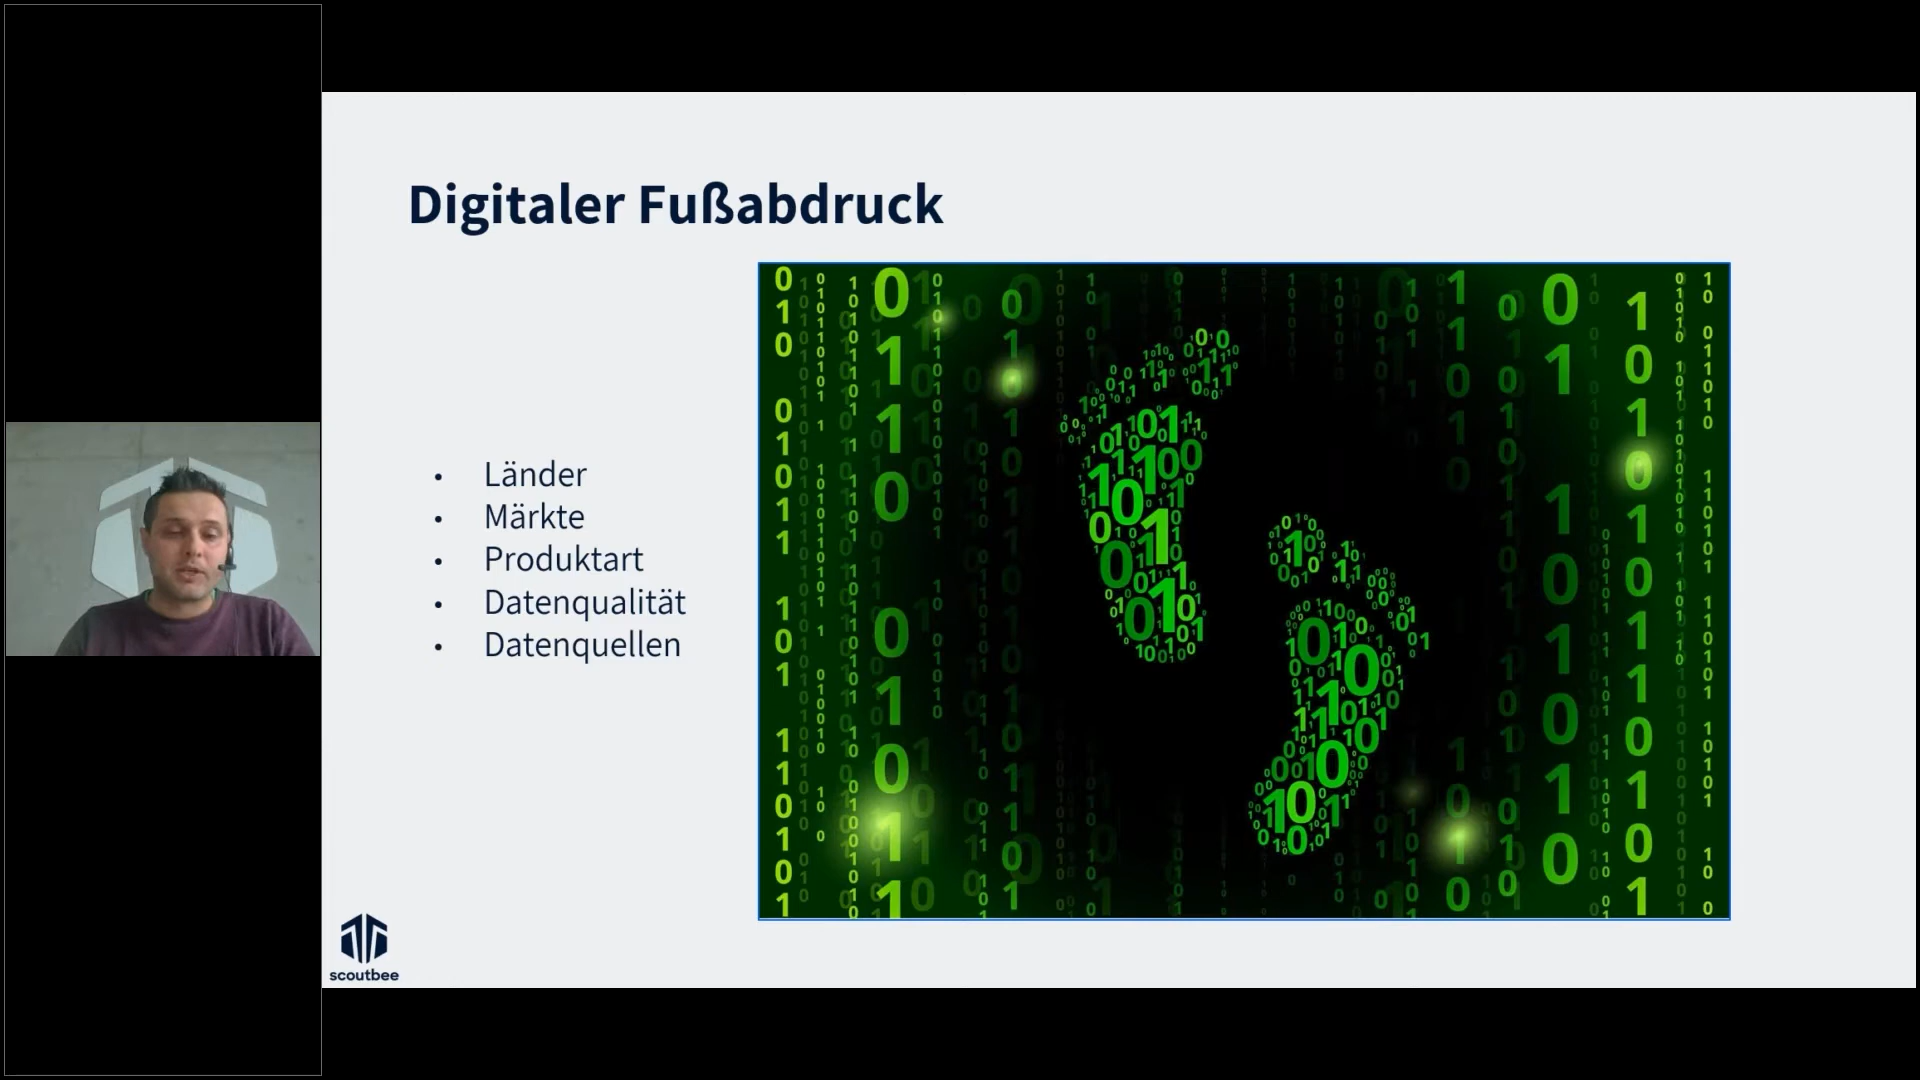 Digitaler Fußabdruck
• Länder
• Märkte
• Produktart
• Datenqualität
• Datenquellen
scoutbee